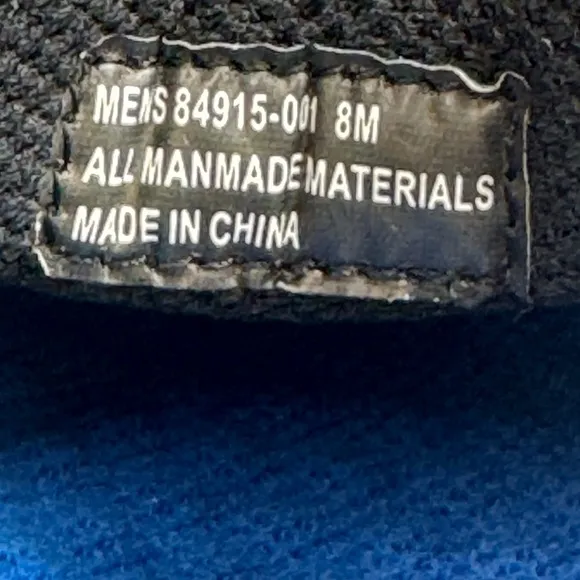 MENS 84915-001 8M
ALL MANMADE MATERIALS
MADE IN CHINA